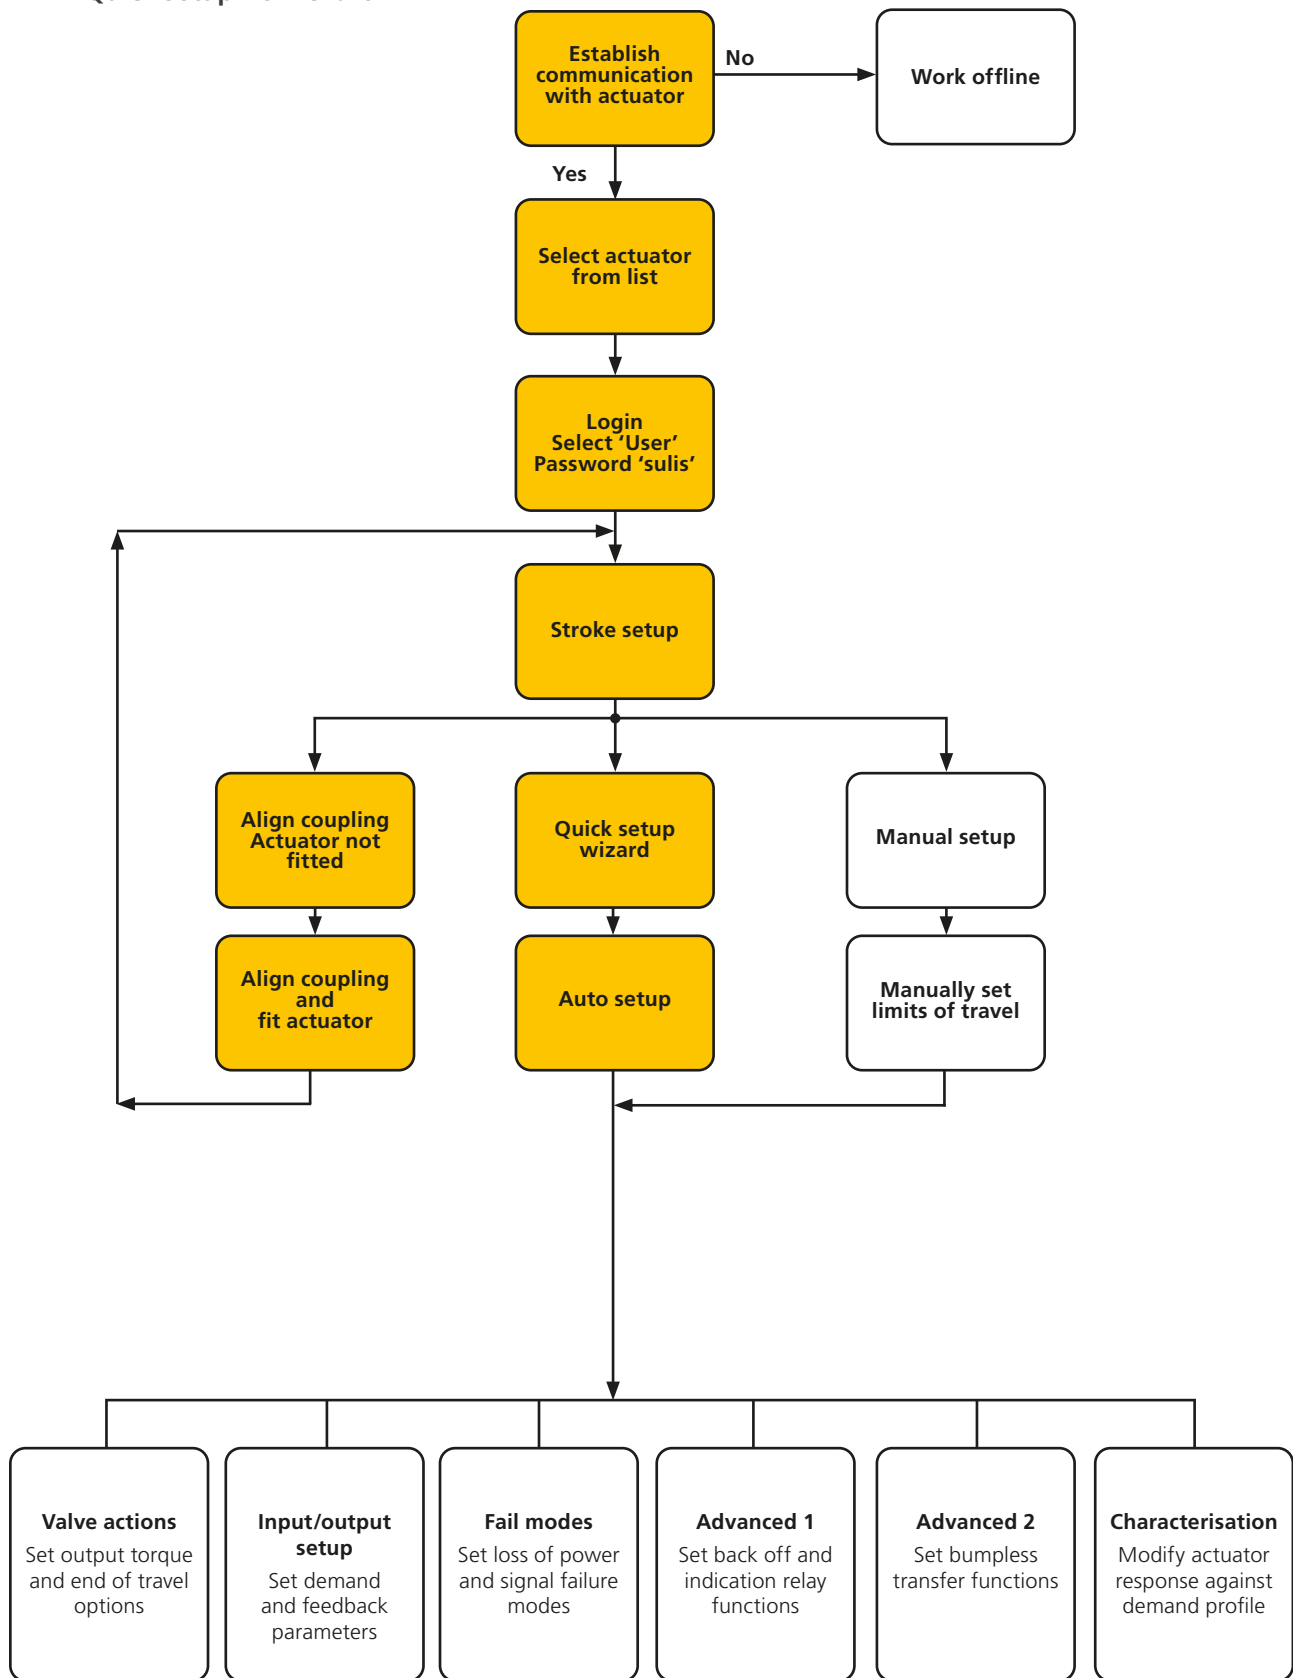 Establish
communication
with actuator
No
Work offline
Yes
Select actuator
from list
Login
Select ‘User’
Password ‘sulis’
Stroke setup
Align coupling
Actuator not
fitted
Quick setup
wizard
Manual setup
Align coupling
and
fit actuator
Auto setup
Manually set
limits of travel
Valve actions
Set output torque
and end of travel
options
Input/output
setup
Set demand
and feedback
parameters
Fail modes
Set loss of power
and signal failure
modes
Advanced 1
Set back off and
indication relay
functions
Advanced 2
Set bumpless
transfer functions
Characterisation
Modify actuator
response against
demand profile